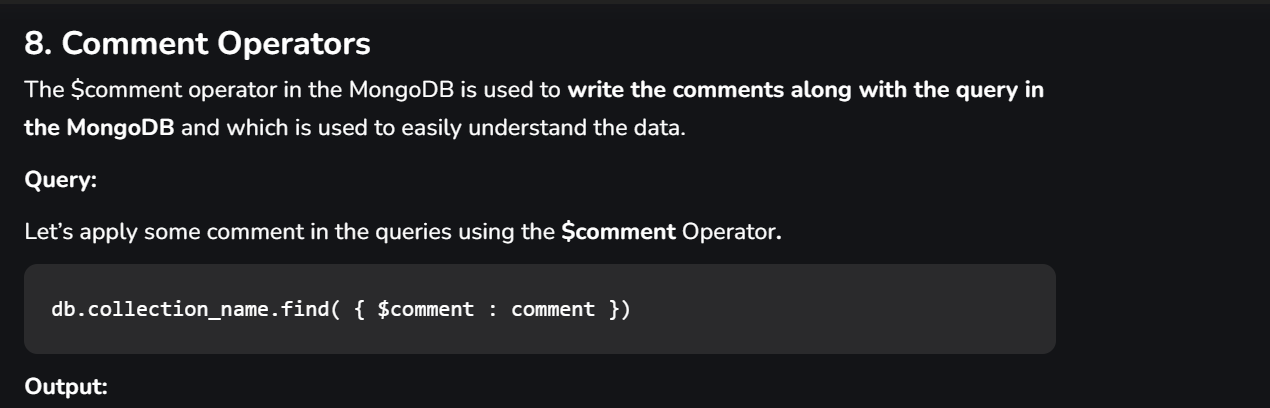 8. Comment Operators
The $comment operator in the MongoDB is used to write the comments along with the query in
the MongoDB and which is used to easily understand the data.
Query:
Let’s apply some comment in the queries using the $comment Operator.
db.collection_name.find( { $comment : comment })
Output: